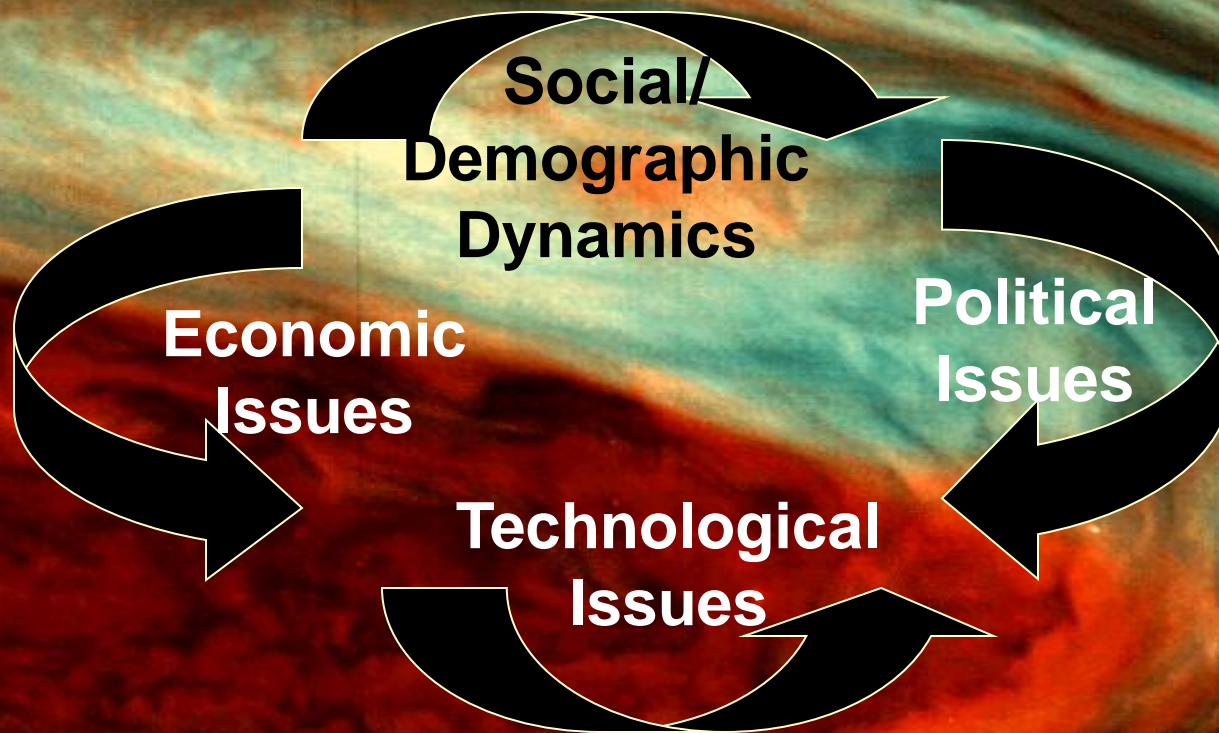 Social/
Demographic
Dynamics
Political
Issues
Economic
Issues
Technological
Issues